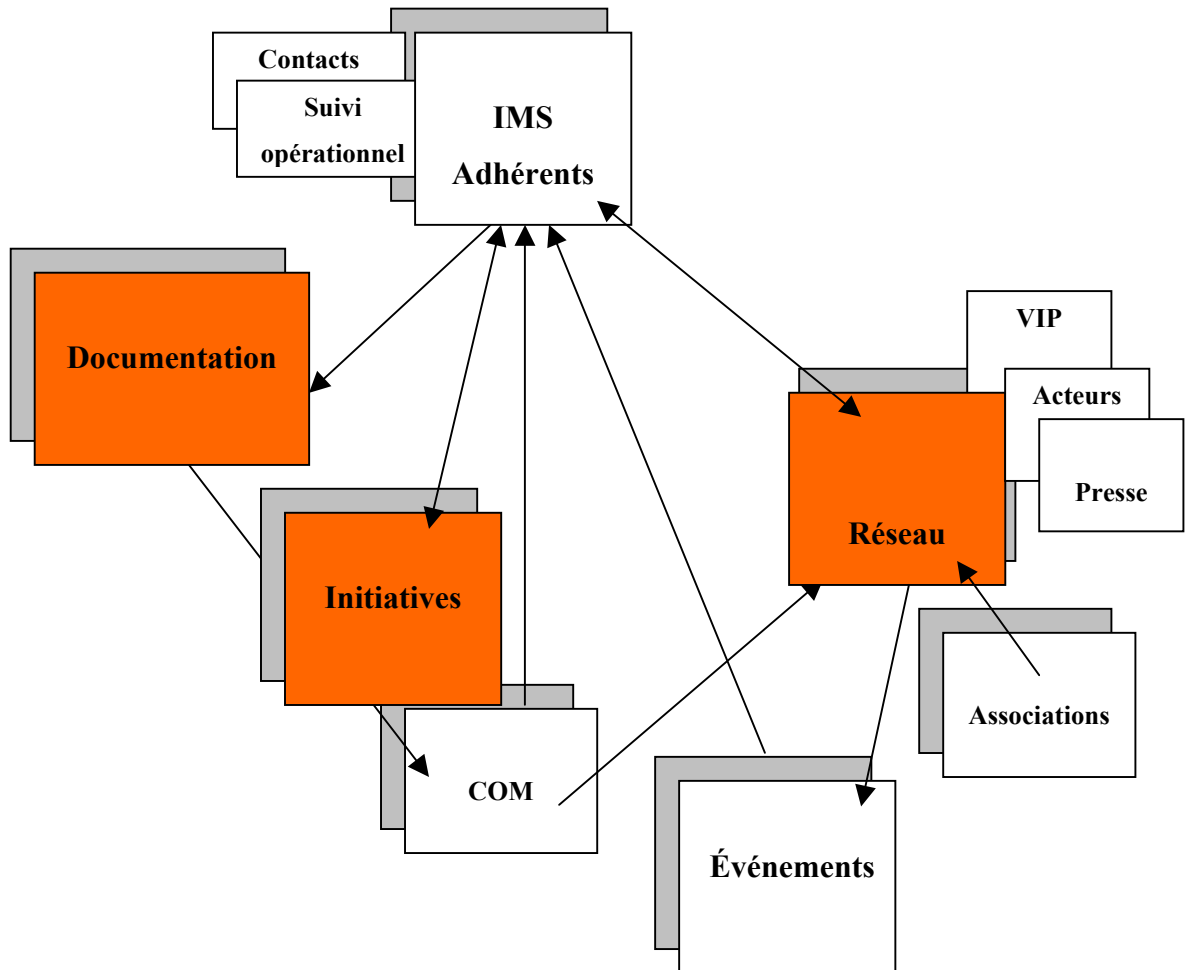 Contacts
Suivi
opérationnel
IMS
Adhérents
Documentation
VIP
Acteurs
Presse
Réseau
Initiatives
Associations
COM
Événements